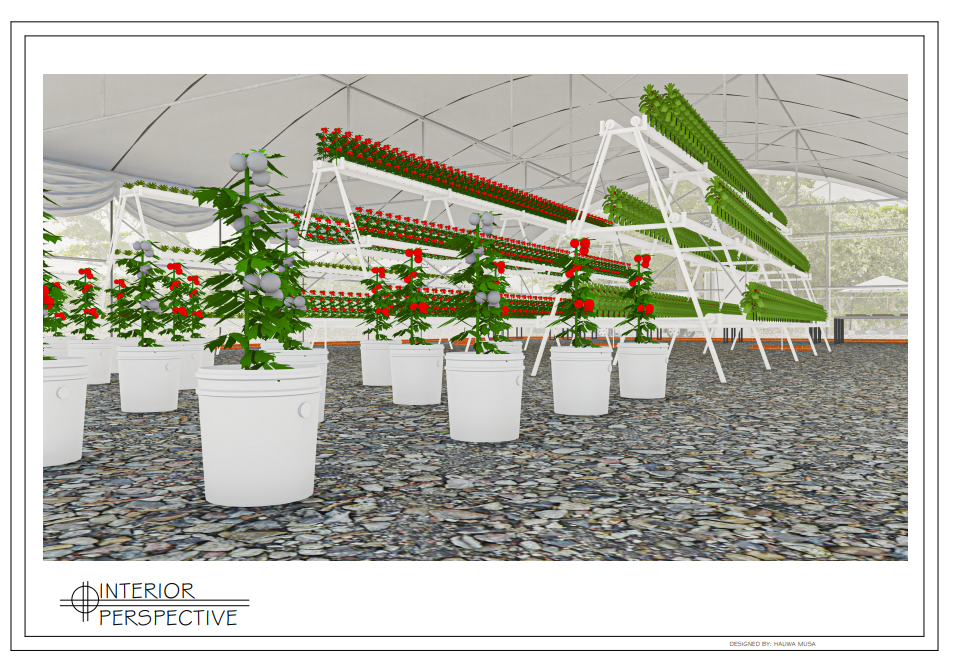 INTERIOR
PERSPECTIVE
DESIGNED BY: HAUWA MUSA